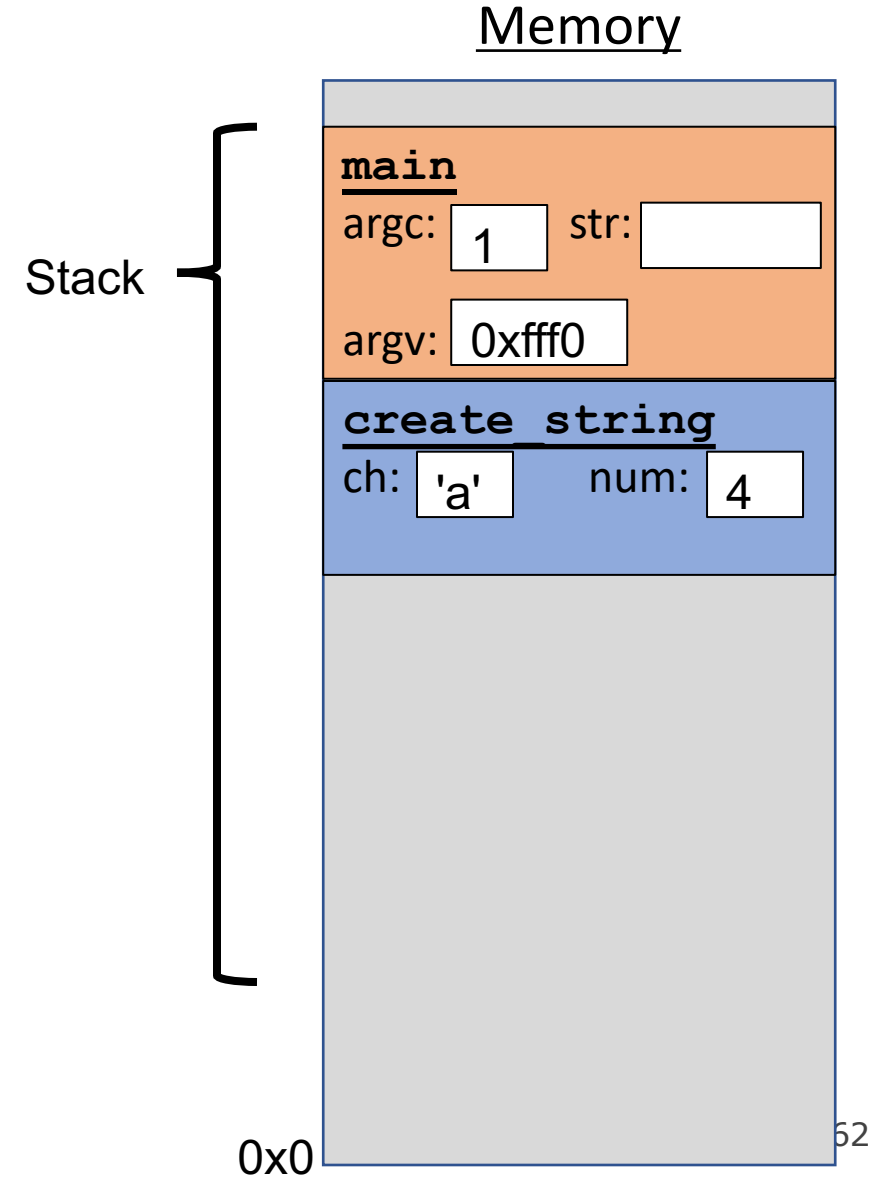 Memory
main
argc: 1 str:
Stack
argv: 0xfff0
create_string
ch: 'a' num: 4
62
0x0